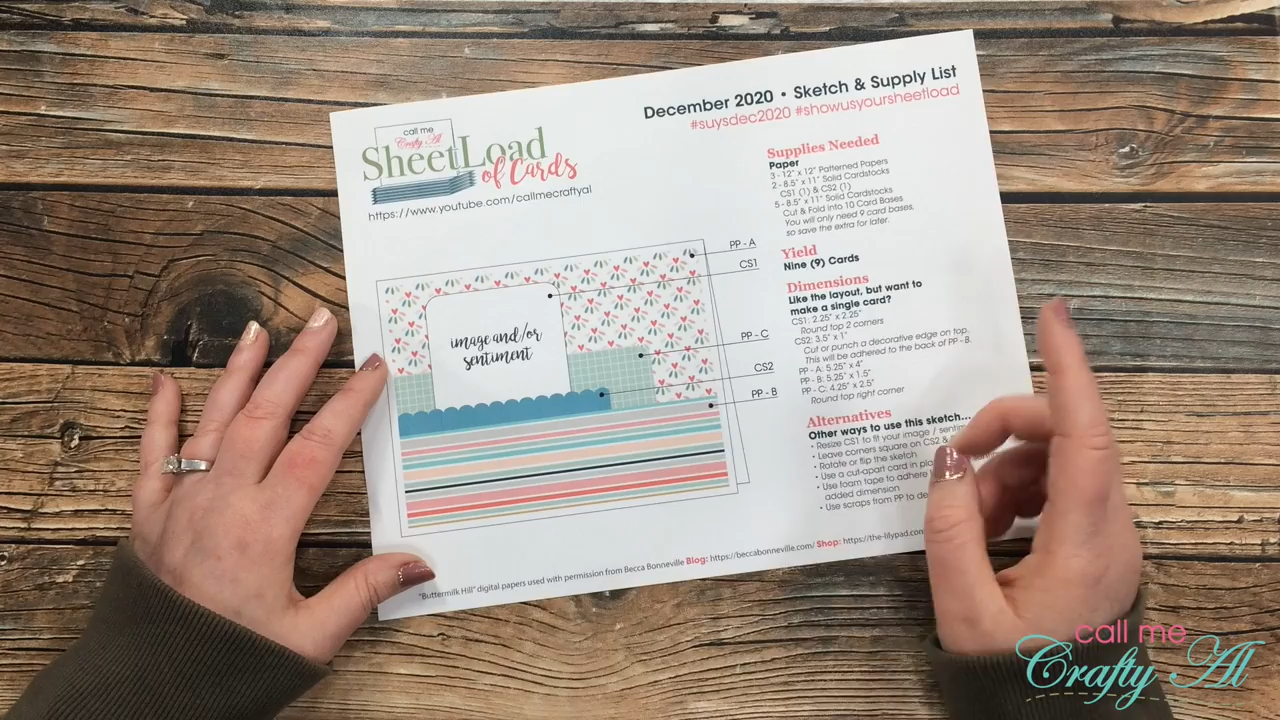 call me
Crafty Al
SheetLoad
of Cards
https://www.youtube.com/callmecraftyal
December 2020 • Sketch & Supply List
#suysdec2020 #showusyoursheetload
image and/or
sentiment
PP - A
CS1
PP - C
CS2
PP - B
Supplies Needed
Paper
3 - 12" x 12" Patterned Papers
2 - 8.5" x 11" Solid Cardstocks
CS1 (1) & CS2 (1)
5 - 8.5" x 11" Solid Cardstocks
Cut & Fold into 10 Card Bases
You will only need 9 card bases,
so save the extra for later.
Yield
Nine (9) Cards
Dimensions
Like the layout, but want to
make a single card?
CS1: 2.25" x 2.25"
Round top 2 corners
CS2: 3.5" x 1"
Cut or punch a decorative edge on top.
This will be adhered to the back of PP - B.
PP - A: 5.25" x 4"
PP - B: 5.25" x 1.5"
PP - C: 4.25" x 2.5"
Round top right corner
Alternatives
Other ways to use this sketch...
• Resize CS1 to fit your image /
• Leave corners square on CS2 &
• Rotate or flip the sketch
• Use a cut-apart card in
• Use foam tape to adhere
added dimension
• Use scraps from PP to
"Buttermilk Hill" digital papers used with permission from Becca Bonneville Blog: https://beccabonneville.com/ Shop: https://the-lilypad.com
call me
Crafty Al